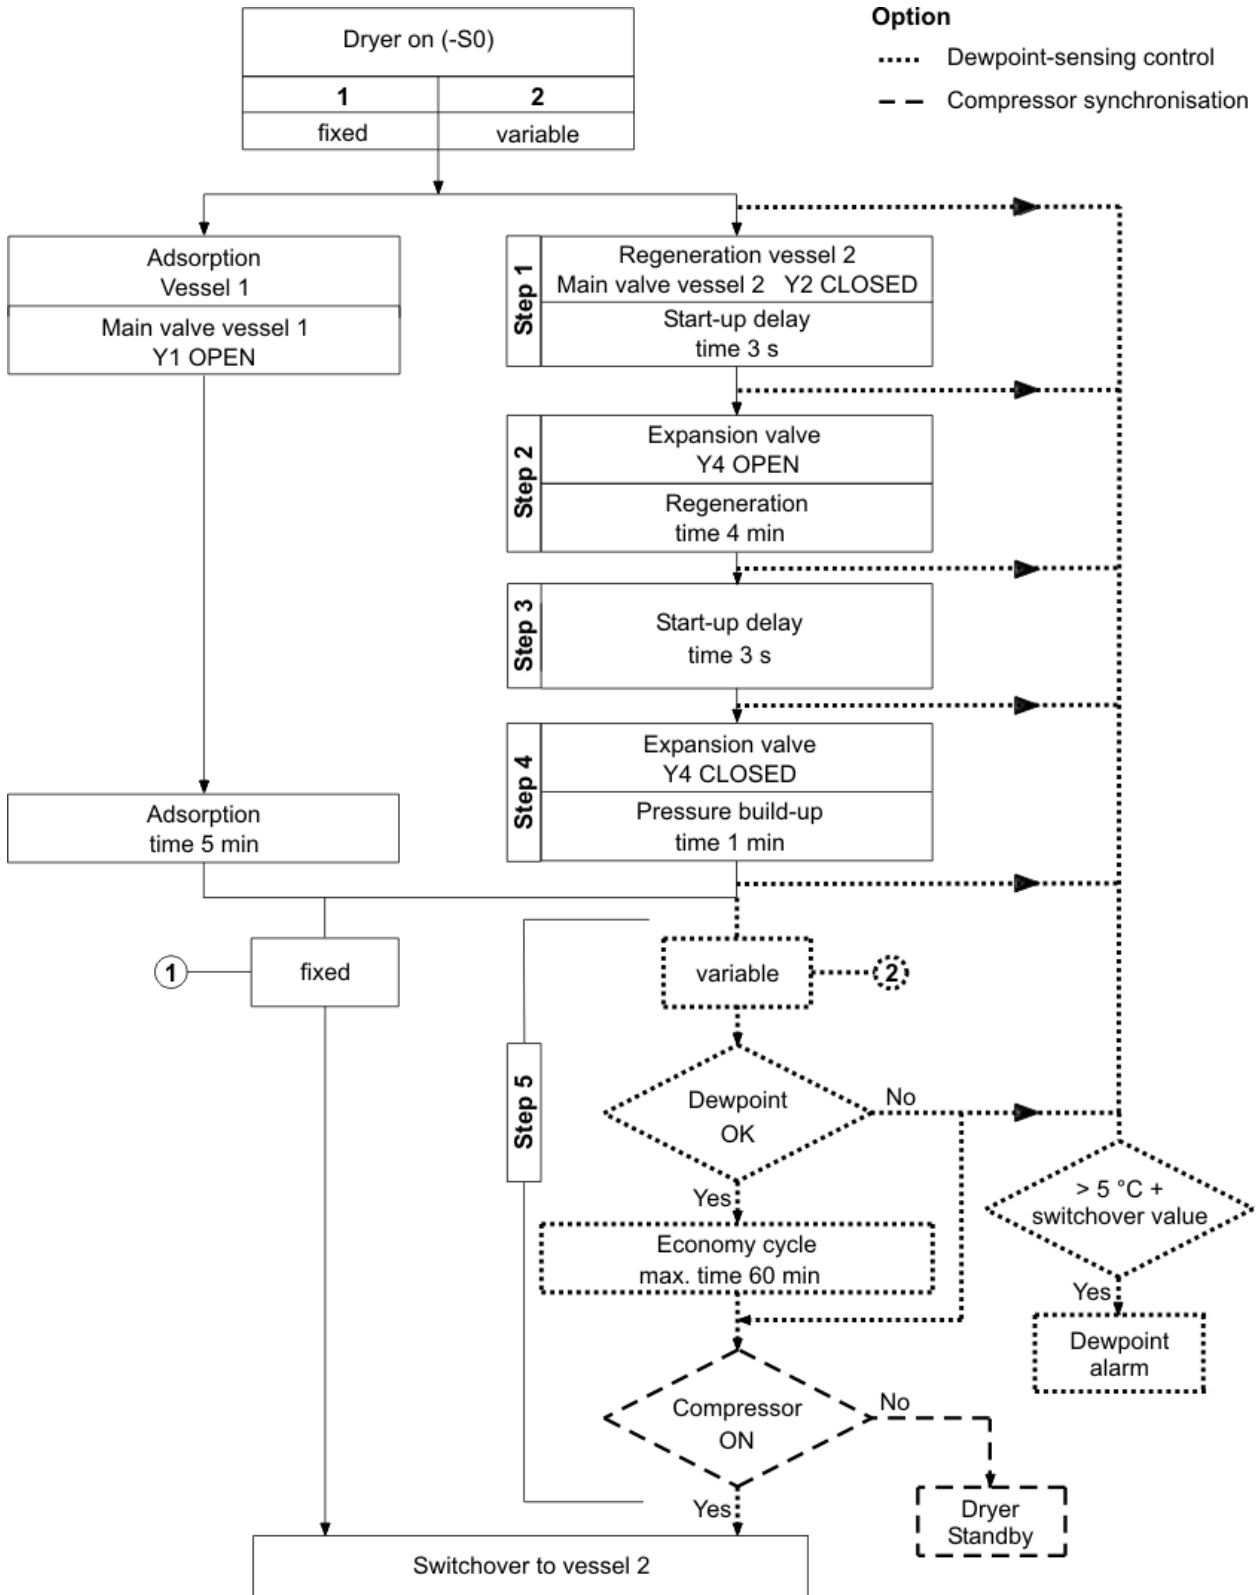 Option
Dewpoint-sensing control
Compressor synchronisation
Dryer on (-S0)
1 2
fixed variable
Adsorption
Vessel 1
Main valve vessel 1
Y1 OPEN
Step 1
Regeneration vessel 2
Main valve vessel 2 Y2 CLOSED
Start-up delay
time 3 s
Step 2
Expansion valve
Y4 OPEN
Regeneration
time 4 min
Step 3
Start-up delay
time 3 s
Step 4
Expansion valve
Y4 CLOSED
Pressure build-up
time 1 min
Adsorption
time 5 min
1 fixed
variable 2
Step 5
Dewpoint
OK
No
Yes
> 5 °C +
switchover value
Yes
Dewpoint
alarm
Economy cycle
max. time 60 min
Compressor
ON
No
Yes
Dryer
Standby
Switchover to vessel 2